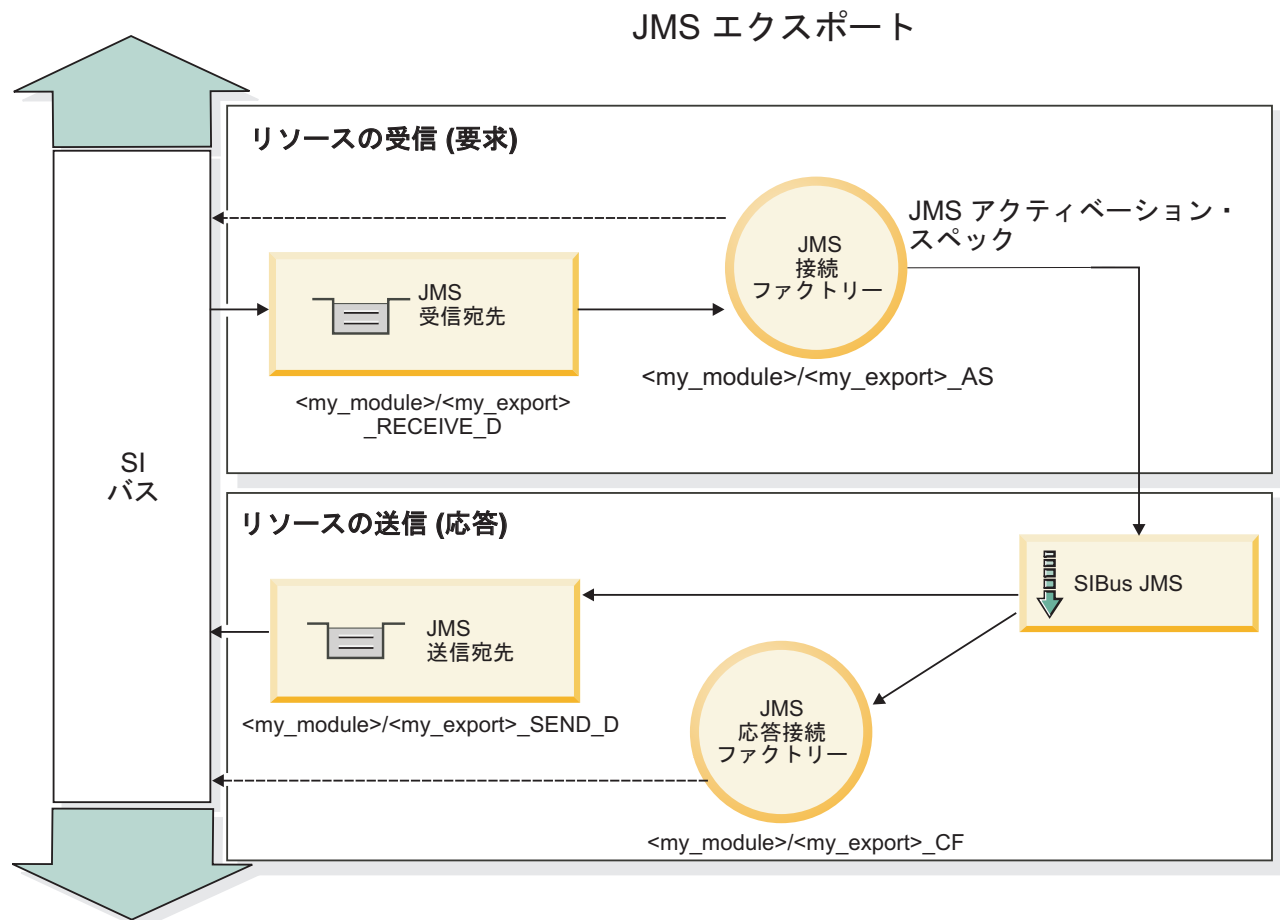 JMS エクスポート
リソースの受信 (要求)
JMS アクティベーション・
スペック
JMS
接続
ファクトリー
JMS
受信宛先
<my_module>/<my_export>_AS
<my_module>/<my_export>
_RECEIVE_D
SI
バス
リソースの送信 (応答)
SIBus JMS
JMS
送信宛先
<my_module>/<my_export>_SEND_D
JMS
応答接続
ファクトリー
<my_module>/<my_export>_CF